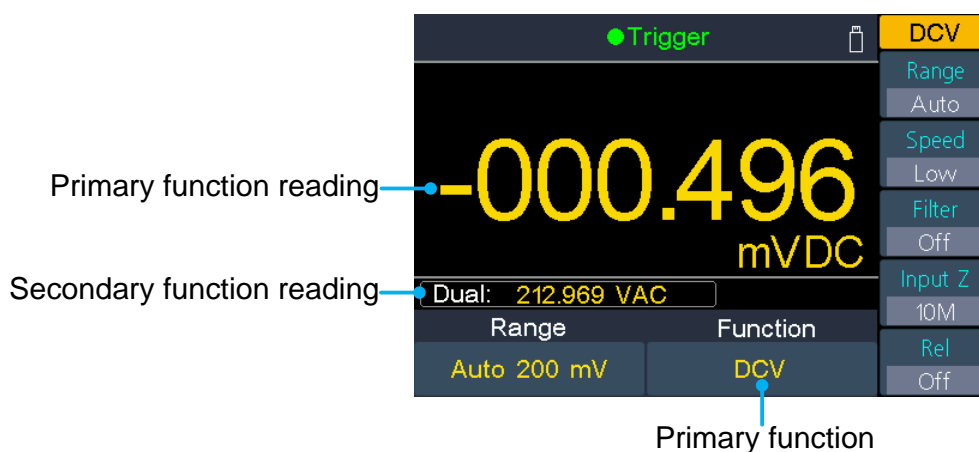 Trigger
DCV
Range
Auto
Speed
Low
Filter
Off
Input Z
10M
Rel
Off
Primary function reading
-000.496
mVDC
Secondary function reading
Dual: 212.969 VAC
Range Function
Auto 200 mV DCV
Primary function